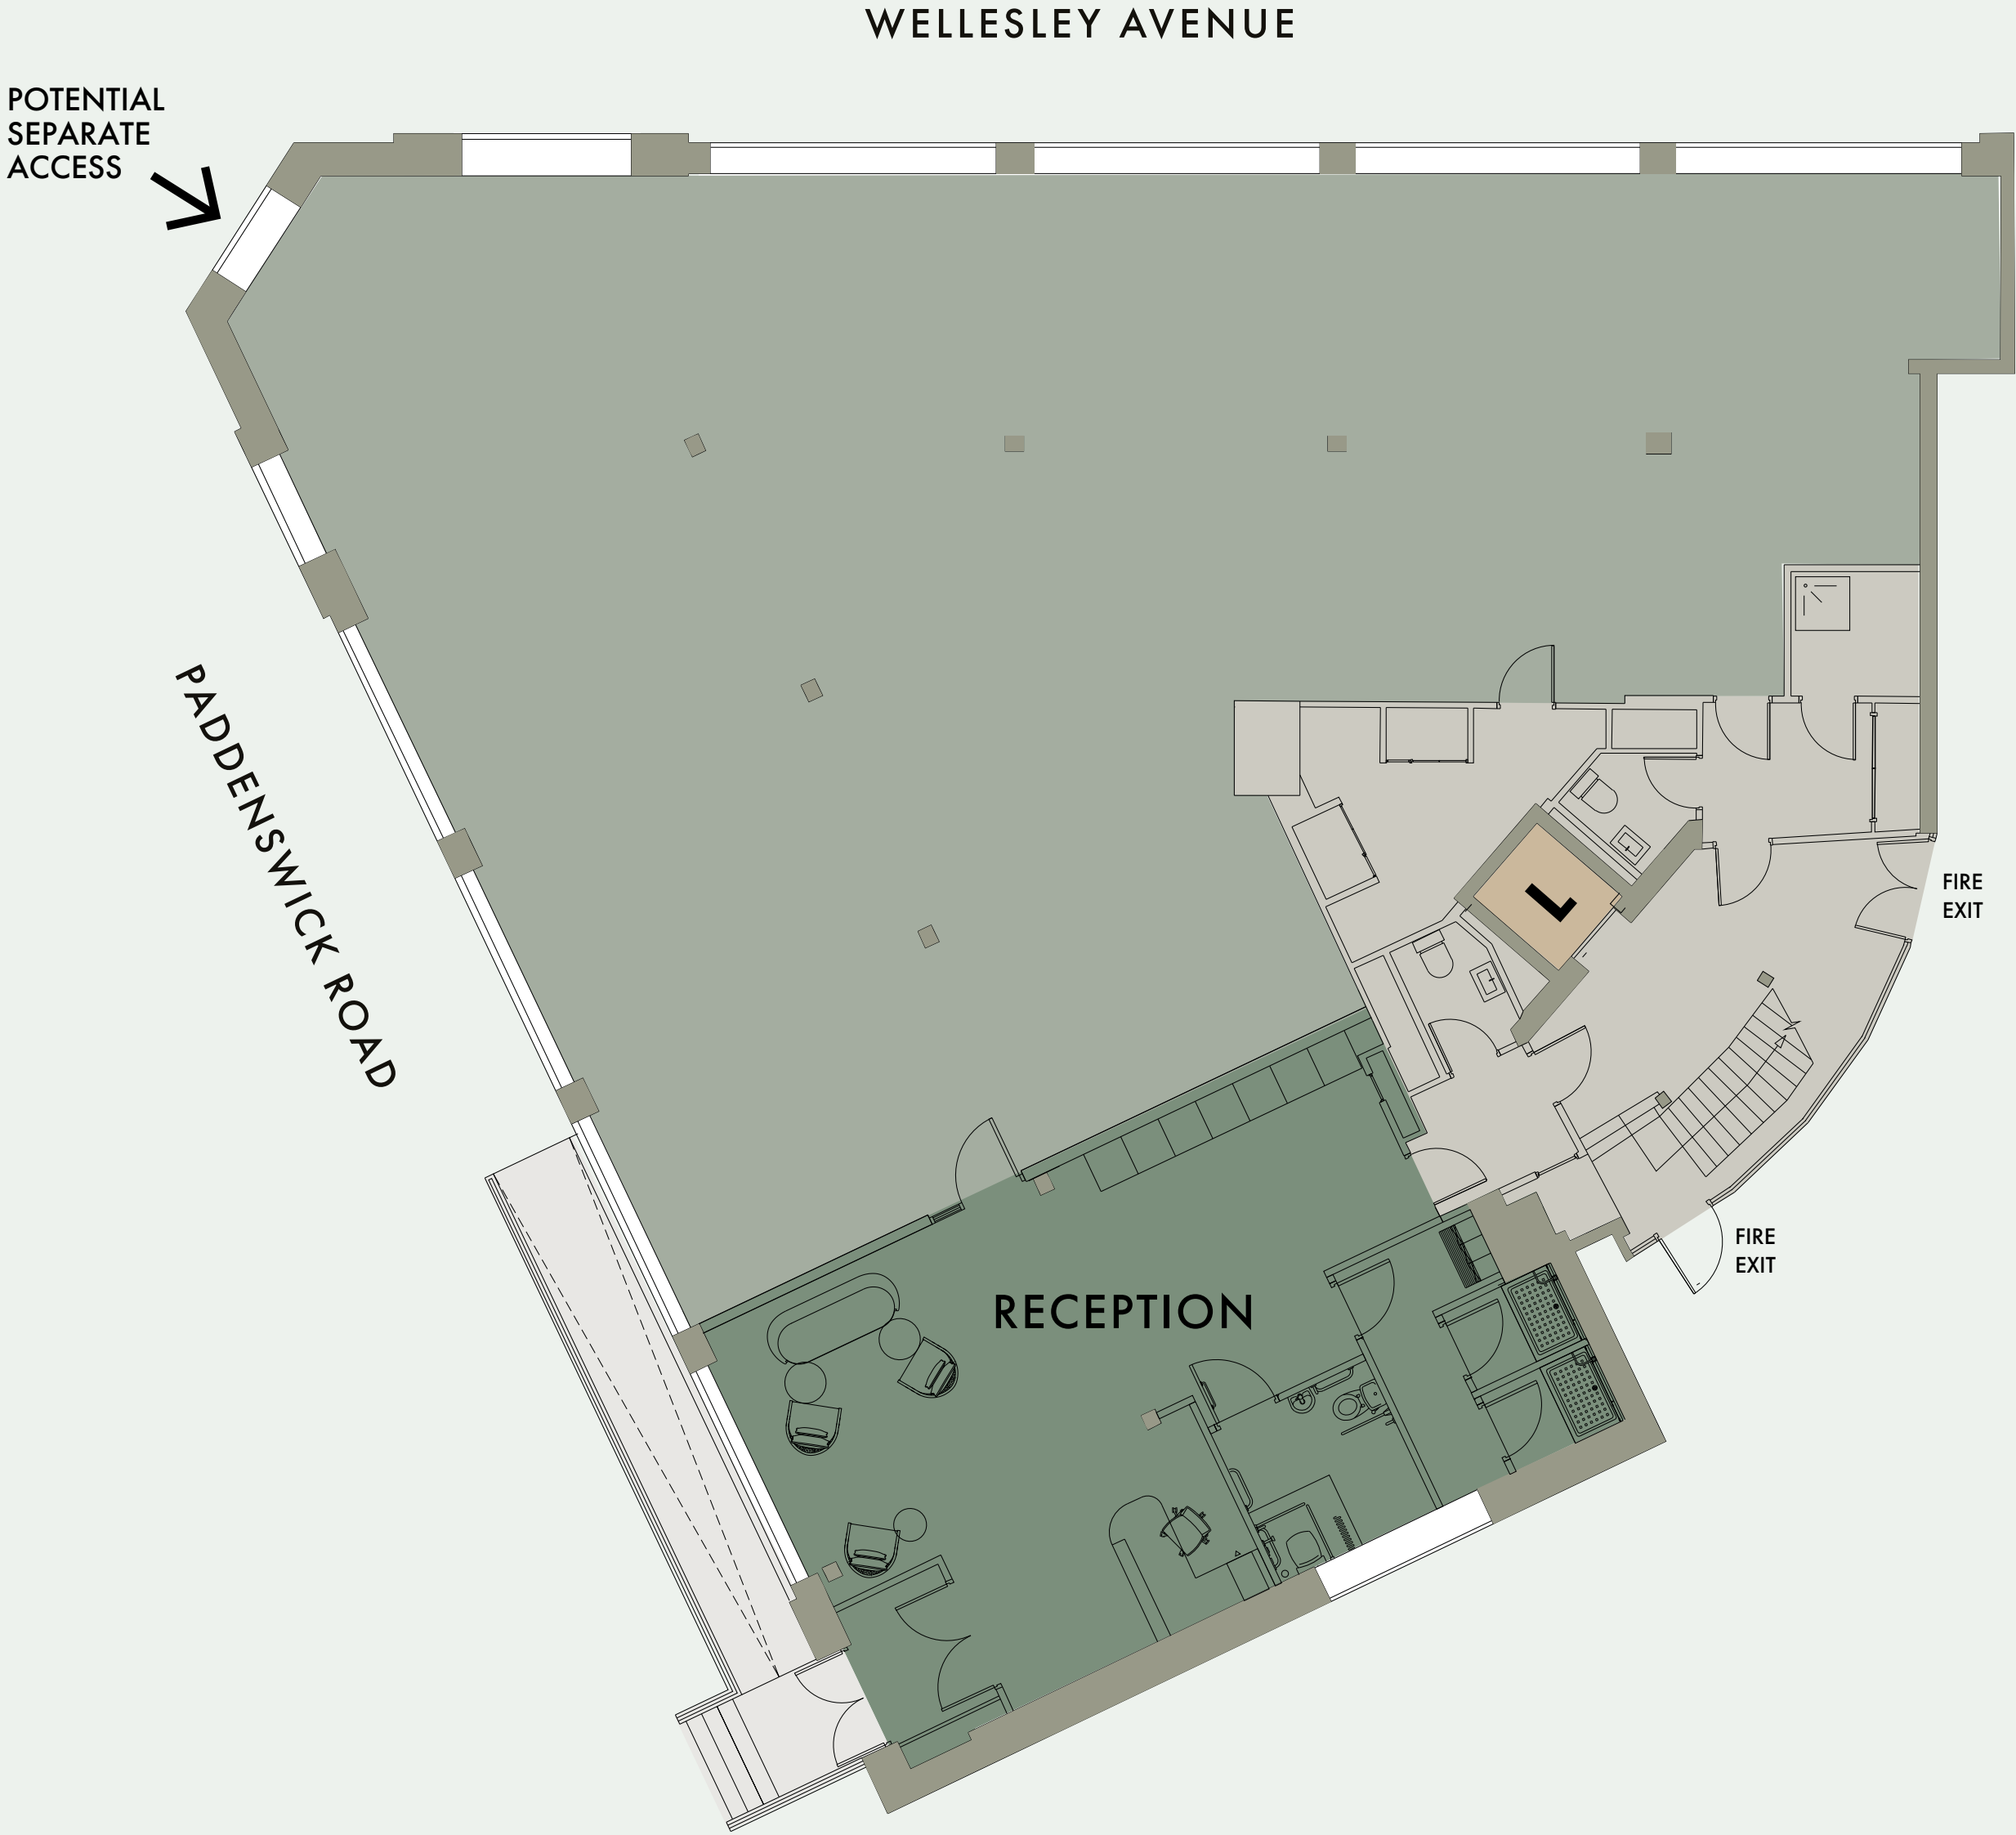 WELLESLEY AVENUE
POTENTIAL
SEPARATE
ACCESS
PADDENSWICK ROAD
L
FIRE
EXIT
FIRE
EXIT
RECEPTION